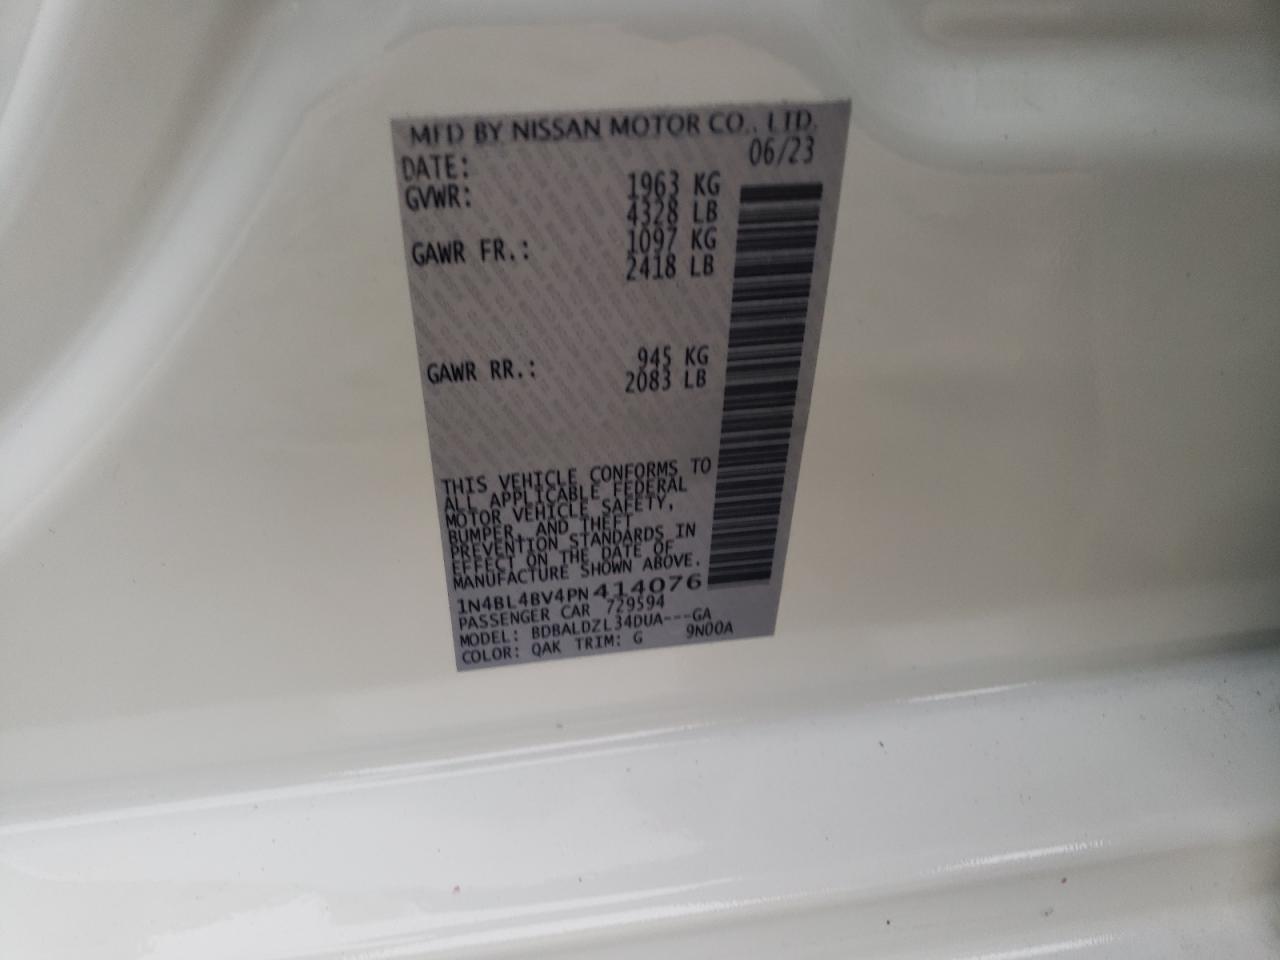 MFD BY NISSAN MOTOR CO., LTD.
DATE: 06/23
GVWR: 1963 KG
4328 LB
GAWR FR.: 1097 KG
2418 LB
GAWR RR.: 945 KG
2083 LB
THIS VEHICLE CONFORMS TO
ALL APPLICABLE FEDERAL
MOTOR VEHICLE SAFETY,
BUMPER, AND THEFT
PREVENTION STANDARDS IN
EFFECT ON THE DATE OF
MANUFACTURE SHOWN ABOVE.
1N4BL4BV4PN414076
PASSENGER CAR 729594
MODEL: BDBALDZL34DUA---GA
COLOR: QAK TRIM: G 9N00A